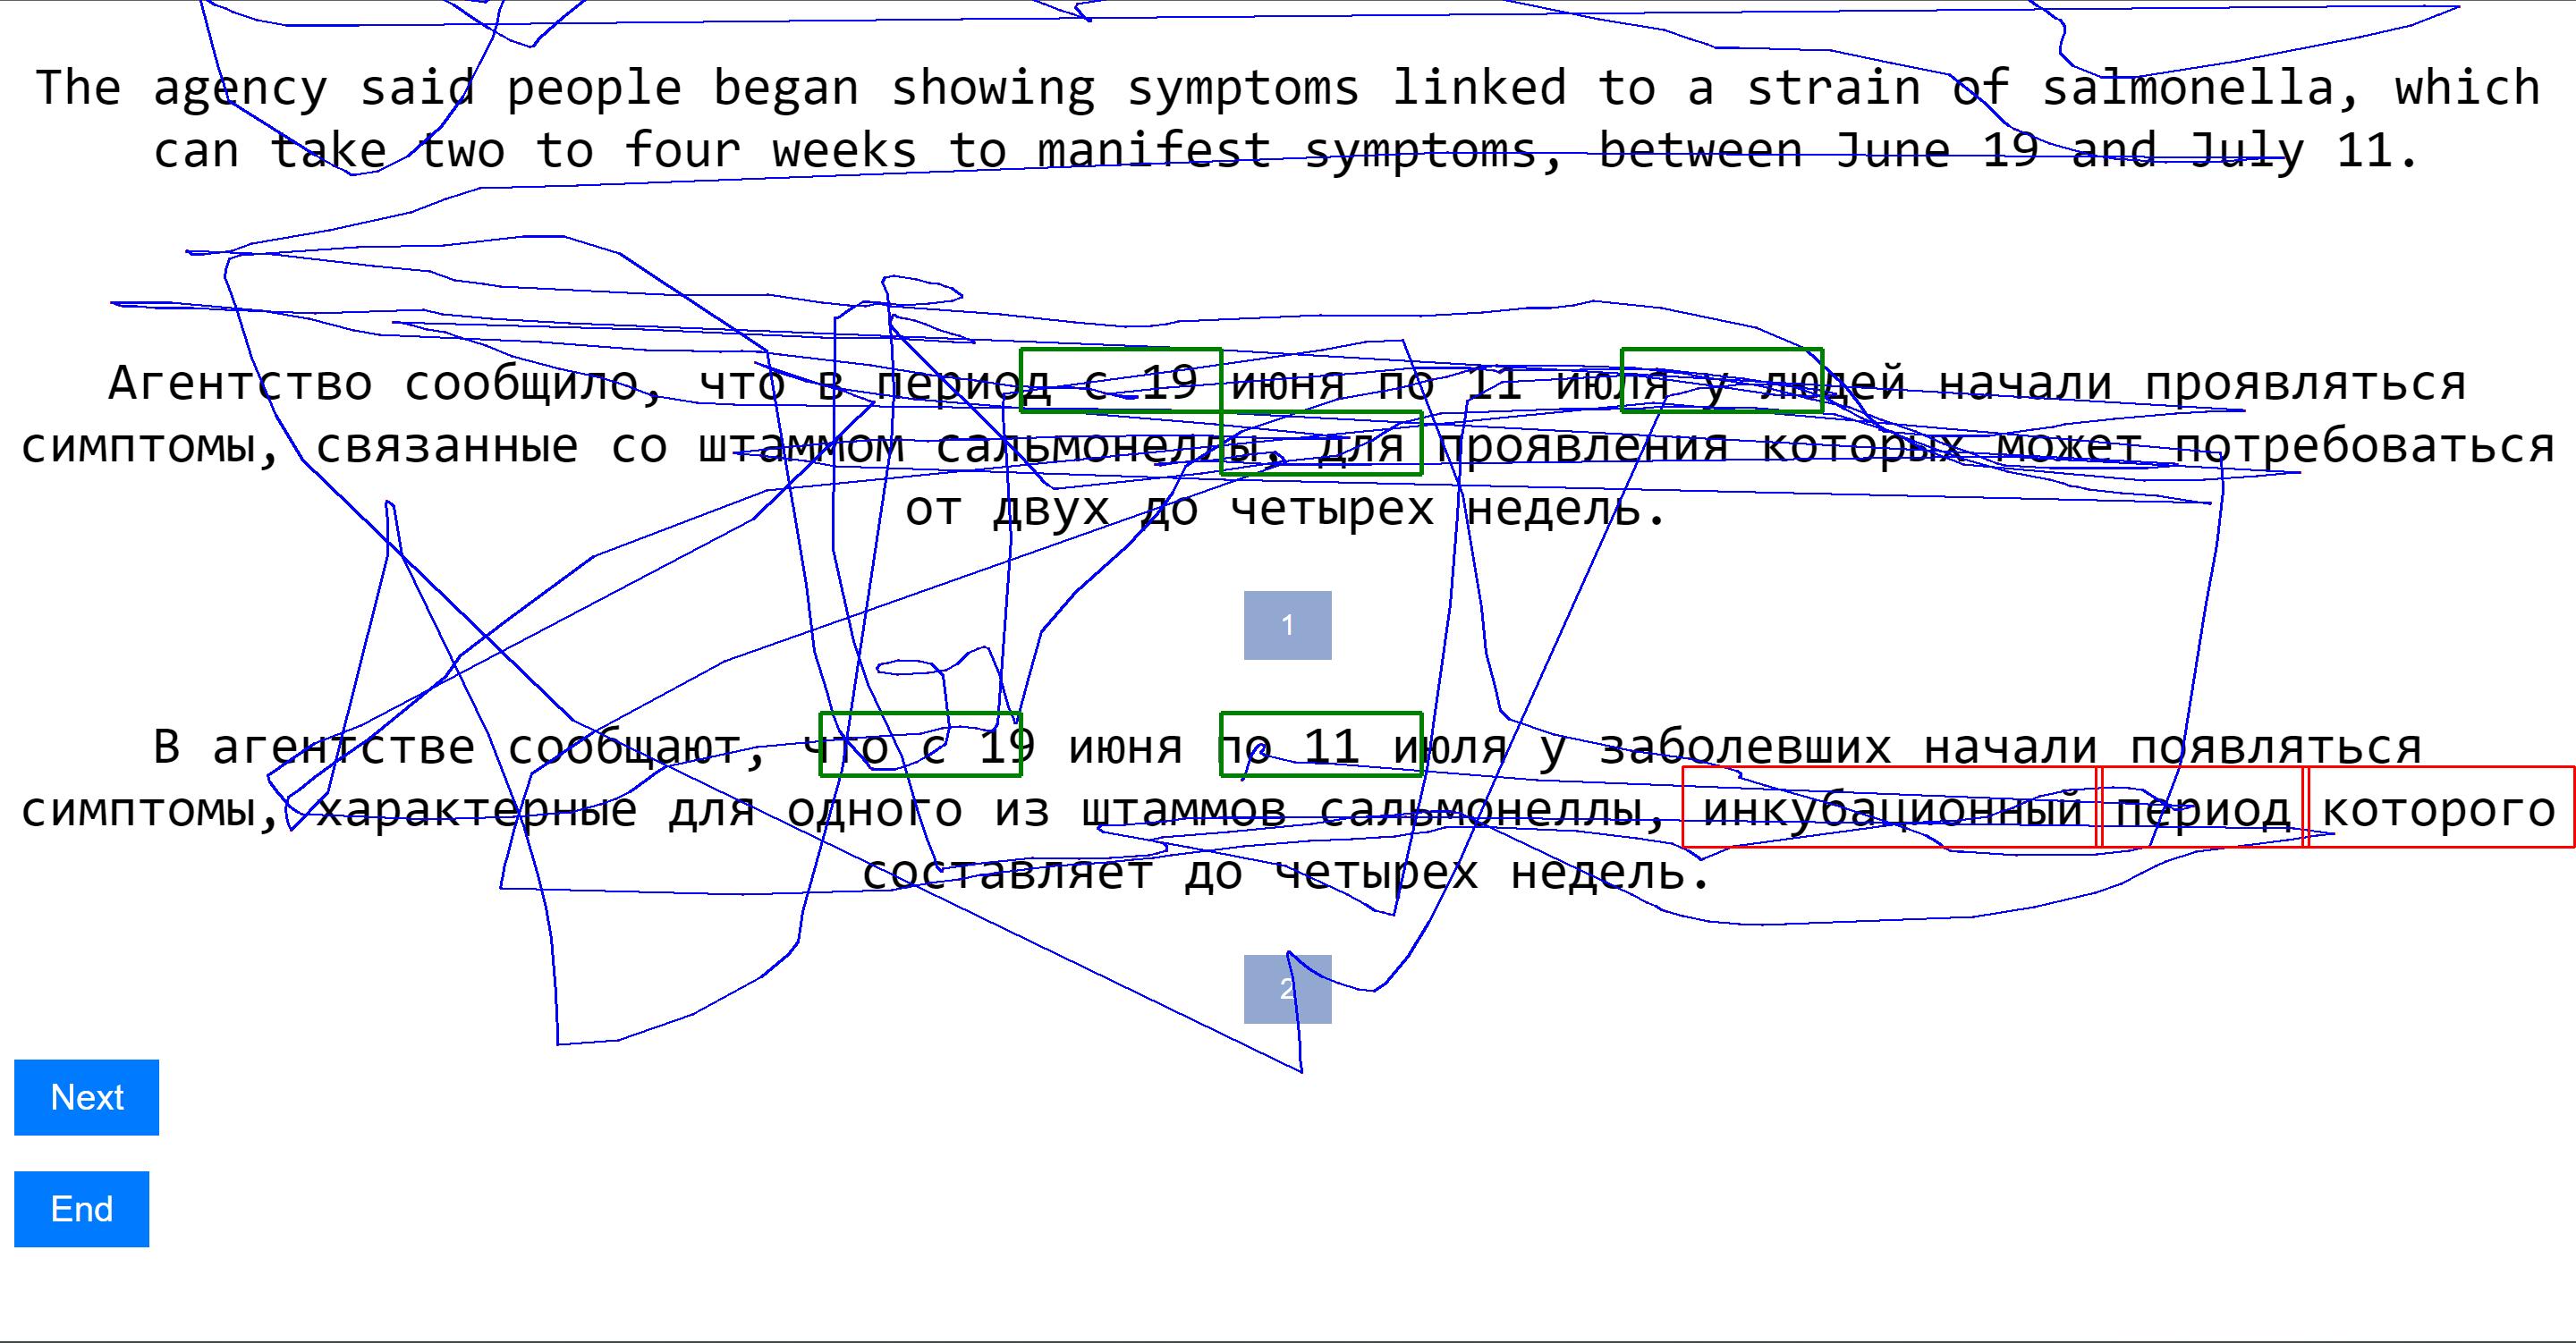 The agency said people began showing symptoms linked to a strain of salmonella, which
can take two to four weeks to manifest symptoms, between June 19 and July 11.
Агентство сообщило, что в период с 19 июня по 11 июля у людей начали проявляться
симптомы, связанные со штаммом сальмонеллы, для проявления которых может потребоваться
от двух до четырех недель.
1
В агентстве сообщают, что с 19 июня по 11 июля у заболевших начали появляться
симптомы, характерные для одного из штаммов сальмонеллы, инкубационный период которого
составляет до четырех недель.
2
Next
End